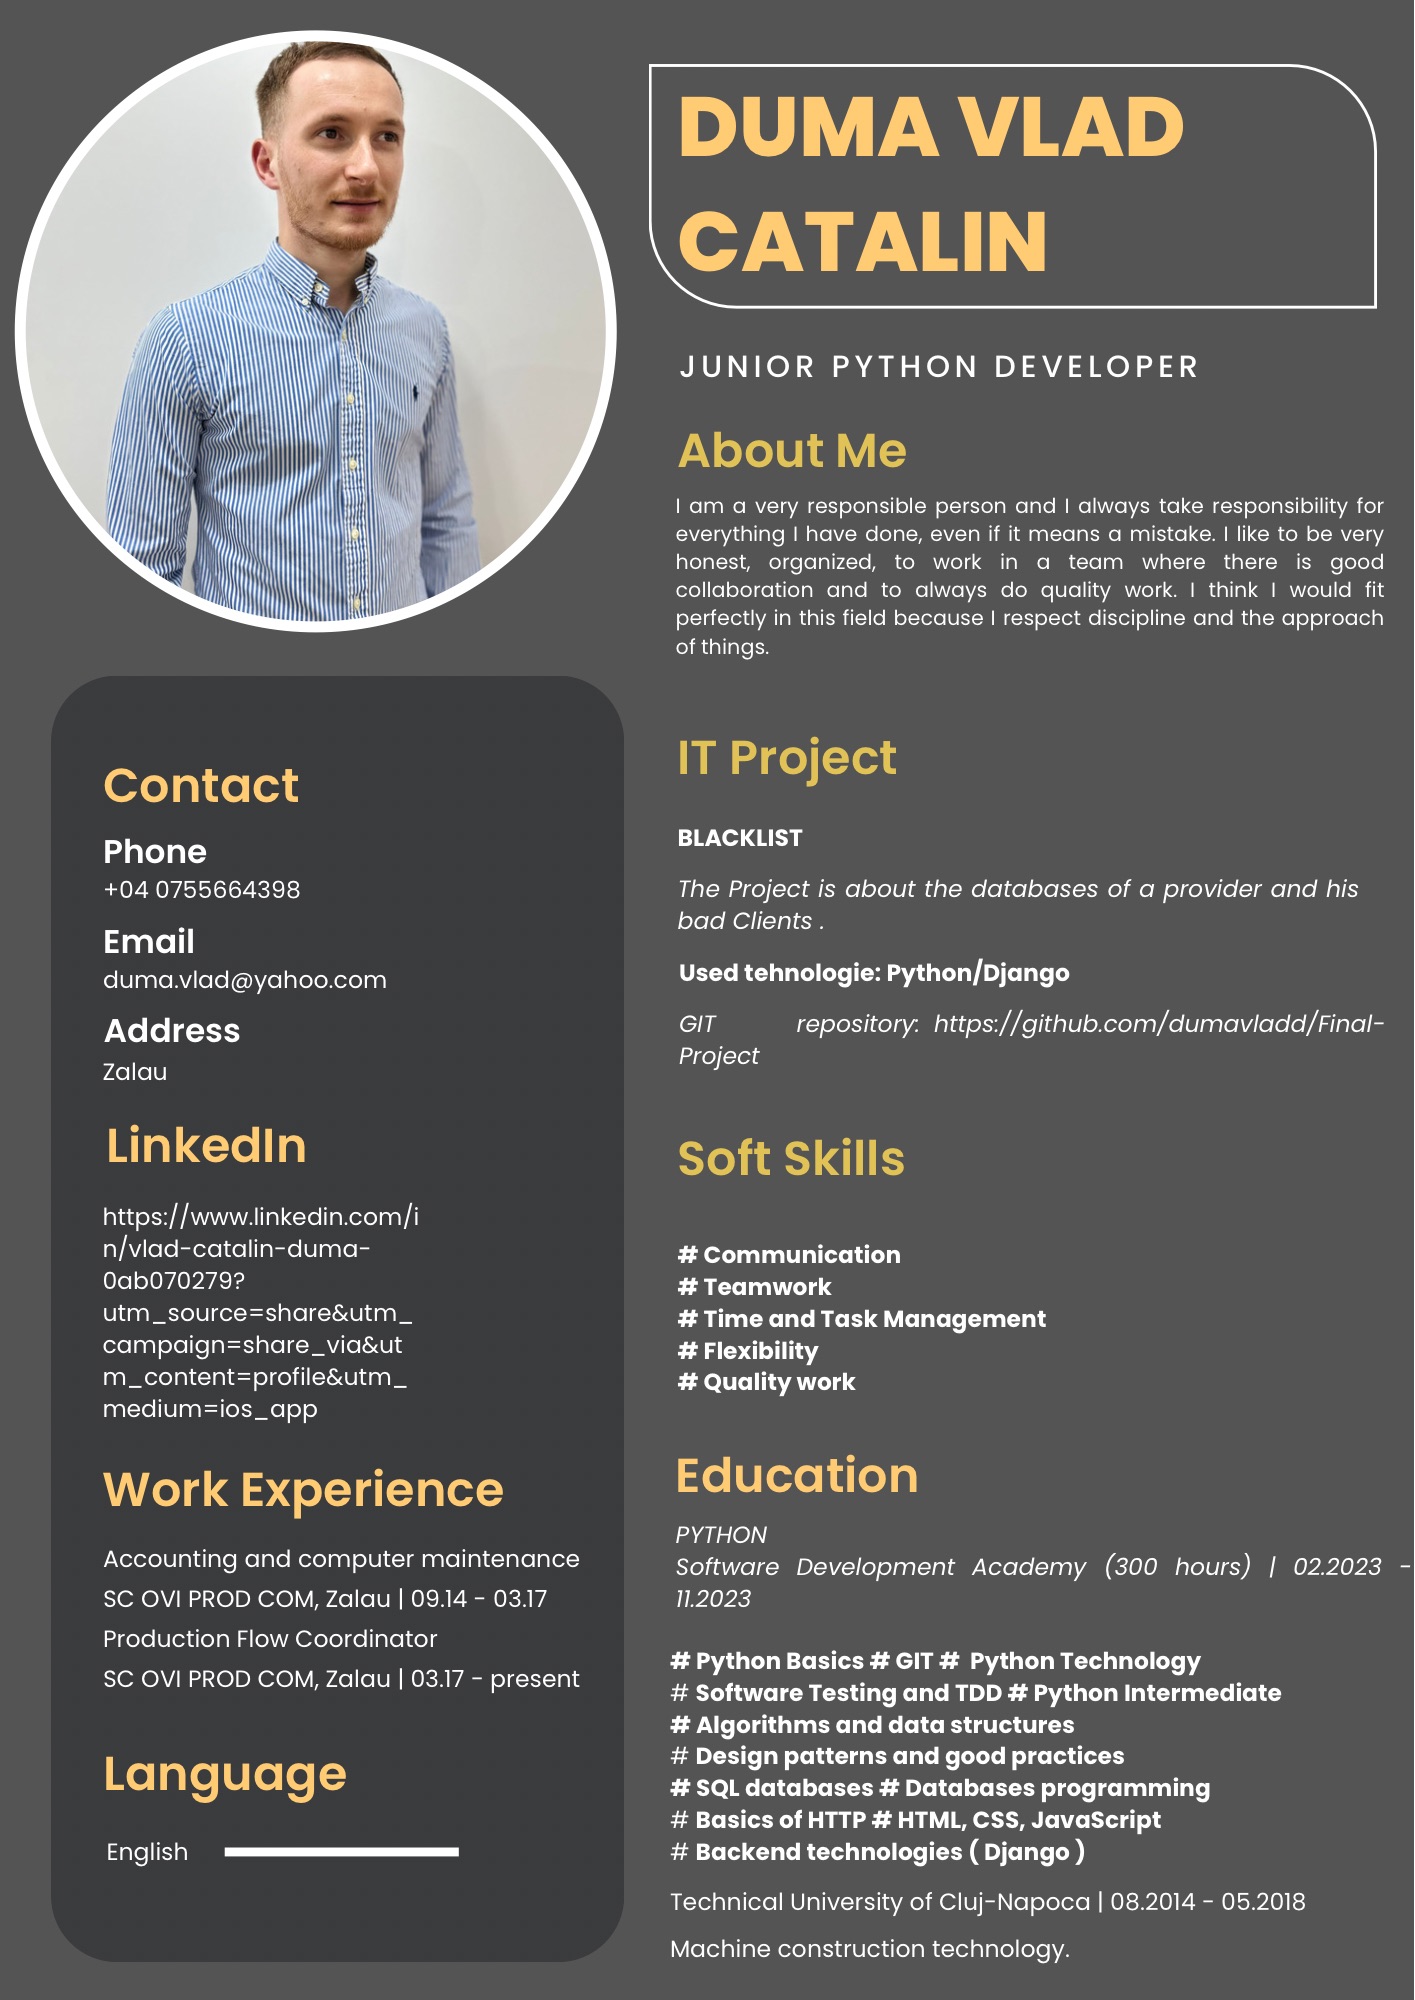 DUMA VLAD
CATALIN
JUNIOR PYTHON DEVELOPER
About Me
I am a very responsible person and I always take responsibility for
everything I have done, even if it means a mistake. I like to be very
honest, organized, to work in a team where there is good
collaboration and to always do quality work. I think I would fit
perfectly in this field because I respect discipline and the approach
of things.
IT Project
BLACKLIST
The Project is about the databases of a provider and his
bad Clients .
Used tehnologie: Python/Django
GIT repository: https://github.com/dumavladd/Final-
Project
Soft Skills
# Communication
# Teamwork
# Time and Task Management
# Flexibility
# Quality work
Education
PYTHON
Software Development Academy (300 hours) | 02.2023 -
11.2023
# Python Basics # GIT # Python Technology
# Software Testing and TDD # Python Intermediate
# Algorithms and data structures
# Design patterns and good practices
# SQL databases # Databases programming
# Basics of HTTP # HTML, CSS, JavaScript
# Backend technologies ( Django )
Technical University of Cluj-Napoca | 08.2014 - 05.2018
Machine construction technology.
Contact
Phone
+04 0755664398
Email
duma.vlad@yahoo.com
Address
Zalau
LinkedIn
https://www.linkedin.com/i
n/vlad-catalin-duma-
0ab070279?
utm_source=share&utm_
campaign=share_via&ut
m_content=profile&utm_
medium=ios_app
Work Experience
Accounting and computer maintenance
SC OVI PROD COM, Zalau | 09.14 - 03.17
Production Flow Coordinator
SC OVI PROD COM, Zalau | 03.17 - present
Language
English